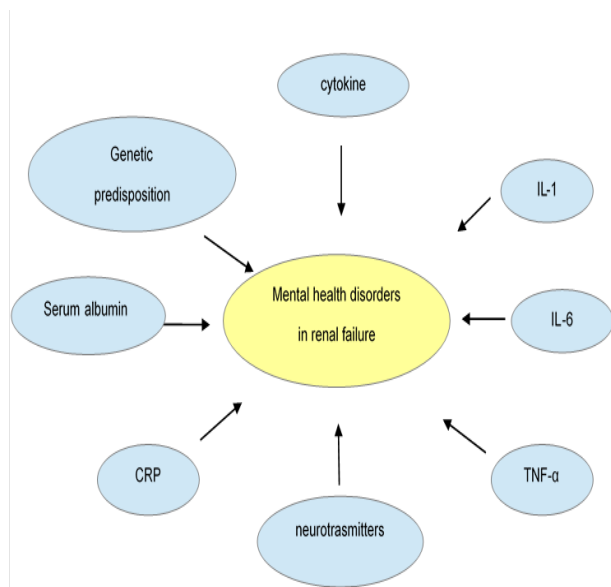 cytokine
Genetic
predisposition
IL-1
Mental health disorders
in renal failure
Serum albumin
IL-6
CRP
TNF-α
neurotrasmitters